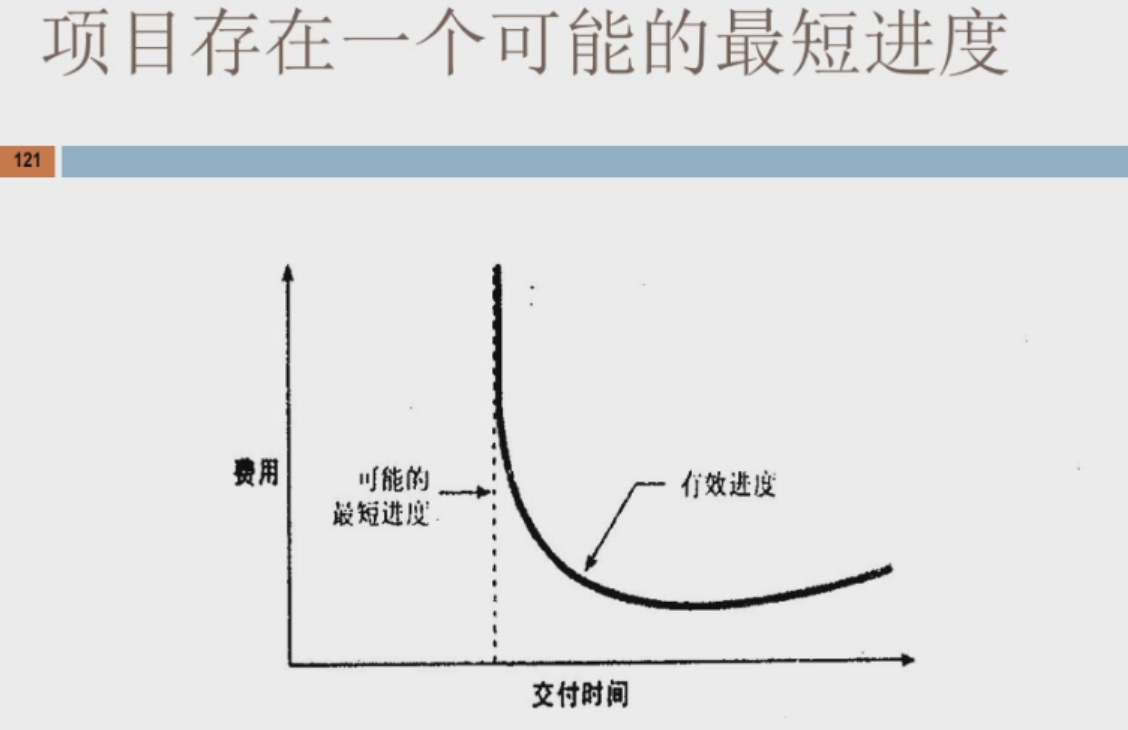 项目存在一个可能的最短进度
121
费用
可能的
最短进度
有效进度
交付时间